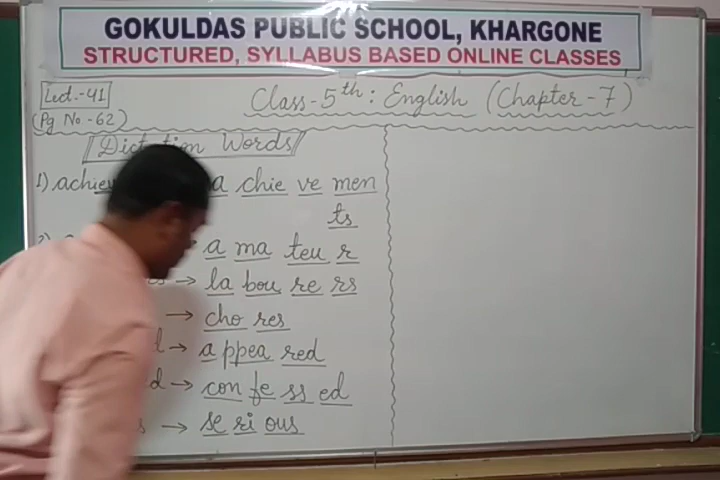 GOKULDAS PUBLIC SCHOOL, KHARGONE
STRUCTURED, SYLLABUS BASED ONLINE CLASSES
Lect.-41
(Pg No-62)
Class-5th: English (Chapter-7)
Words
1) a chie ve men
ts
a ma teu r
→ la bou re rs
→ cho res
→ a ppea red
→ con fe ss ed
→ se ri ous